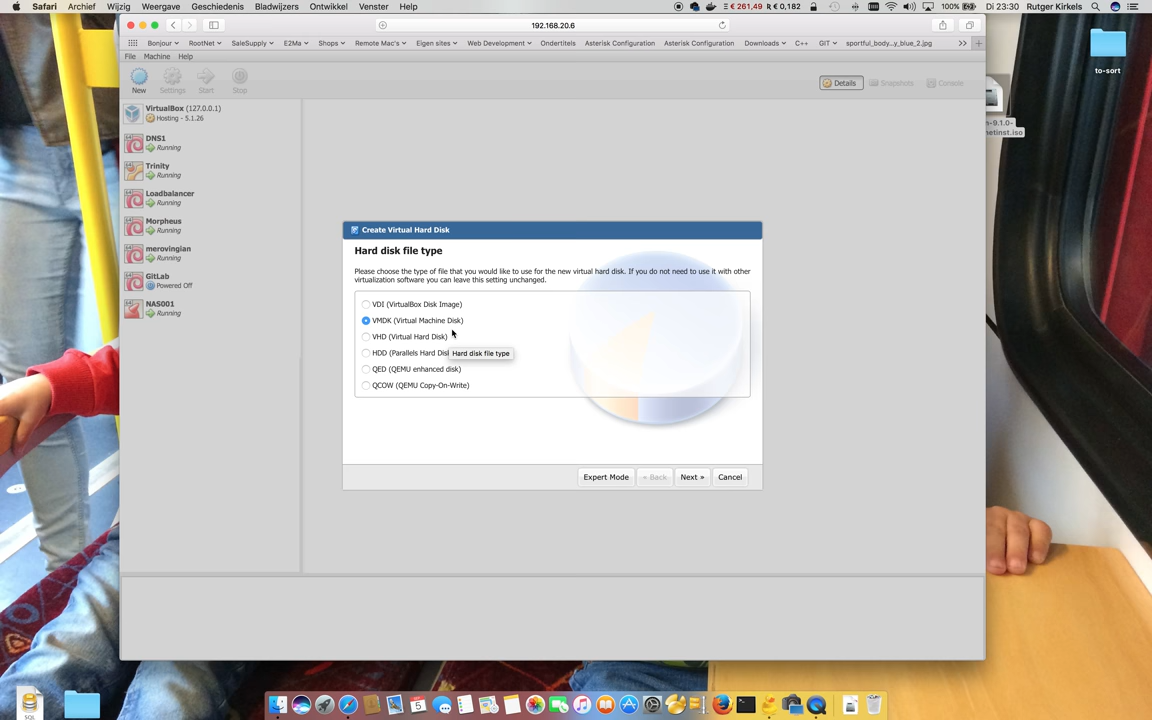 Safari Archief Wijzig Weergave Geschiedenis Bladwijzers Ontwikkel Venster Help Ξ € 261,49 Ʀ € 0,182 100% Di 23:30 Rutger Kirkels
192.168.20.6
Bonjour RootNet SaleSupply E2Ma Shops Remote Mac's Eigen sites Web Development Ondertitels Asterisk Configuration Asterisk Configuration Downloads C++ GIT sportful_body...y_blue_2.jpg >> +
File Machine Help
New Settings Start Stop Details Snapshots Console
to-sort
VirtualBox (127.0.0.1)
Hosting - 5.1.26
n-9.1.0-
netinst.iso
DNS1
Running
Trinity
Running
Loadbalancer
Running
Morpheus
Running
merovingian
Running
GitLab
Powered Off
NAS001
Running
Create Virtual Hard Disk
Hard disk file type
Please choose the type of file that you would like to use for the new virtual hard disk. If you do not need to use it with other
virtualization software you can leave this setting unchanged.
VDI (VirtualBox Disk Image)
VMDK (Virtual Machine Disk)
VHD (Virtual Hard Disk)
HDD (Parallels Hard Dis
Hard disk file type
QED (QEMU enhanced disk)
QCOW (QEMU Copy-On-Write)
Expert Mode « Back Next » Cancel
5
SQL